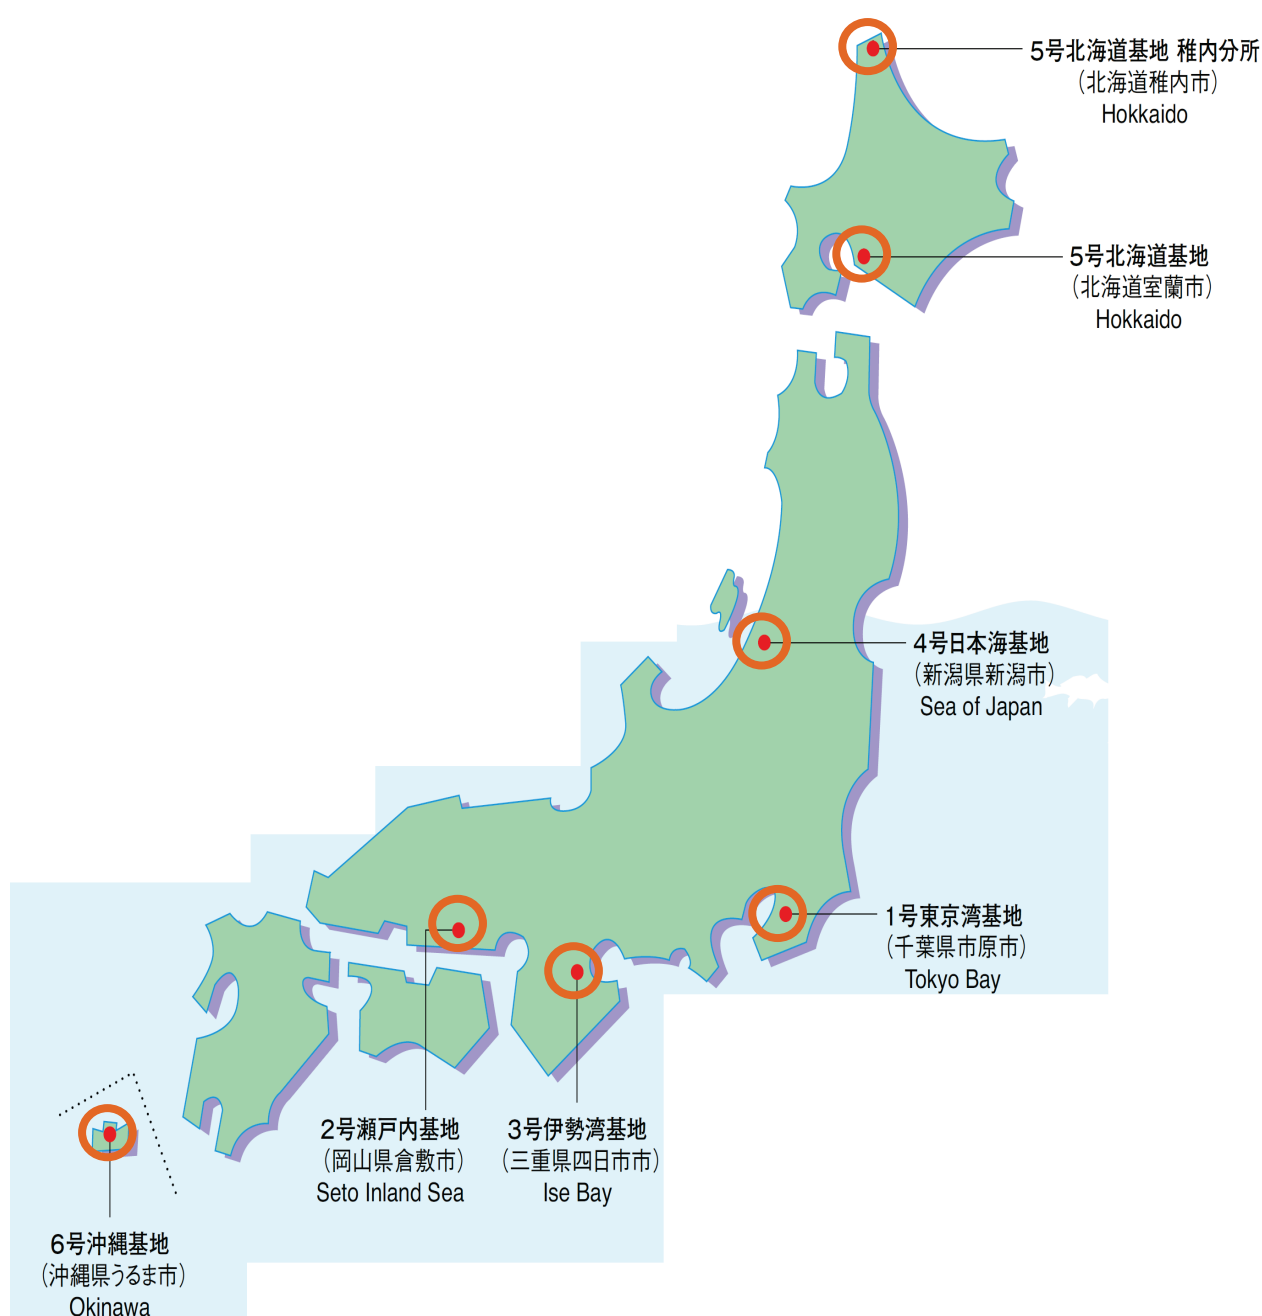 5号北海道基地 稚内分所
（北海道稚内市）
Hokkaido
5号北海道基地
（北海道室蘭市）
Hokkaido
4号日本海基地
（新潟県新潟市）
Sea of Japan
1号東京湾基地
（千葉県市原市）
Tokyo Bay
2号瀬戸内基地
（岡山県倉敷市）
Seto Inland Sea
3号伊勢湾基地
（三重県四日市市）
Ise Bay
6号沖縄基地
（沖縄県うるま市）
Okinawa